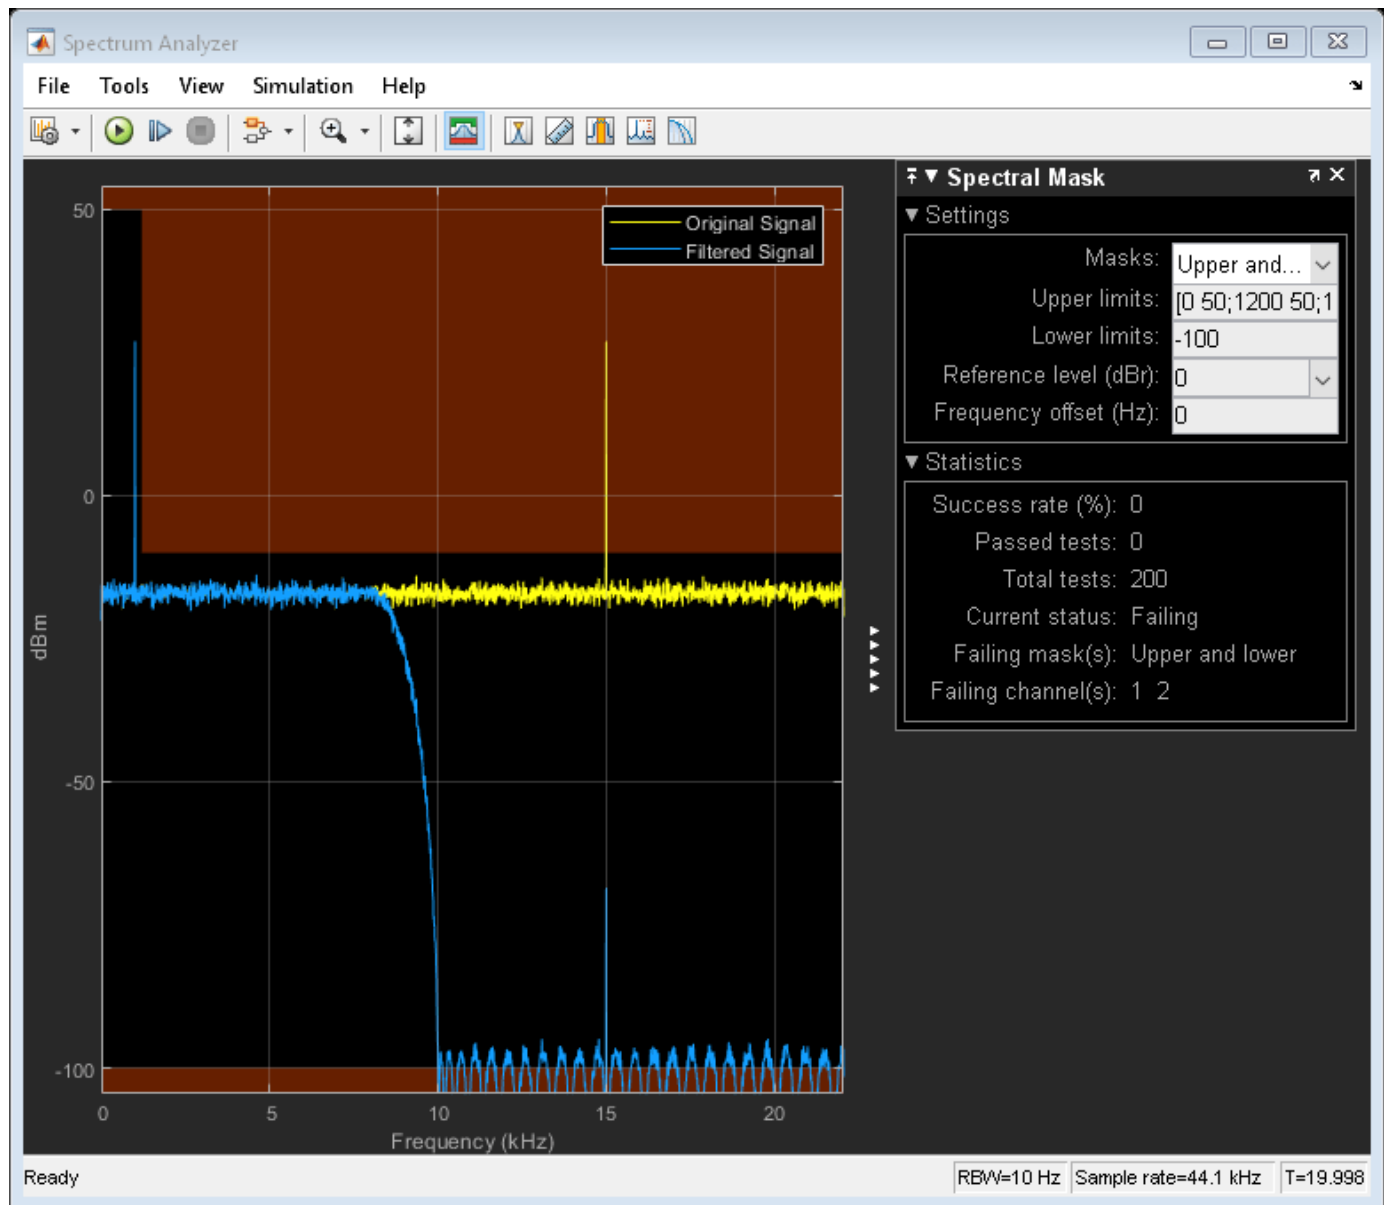 Spectrum Analyzer
File Tools View Simulation Help
50
0
-50
-100
dBm
0 5 10 15 20
Frequency (kHz)
Original Signal
Filtered Signal
Spectral Mask
Settings
Masks: Upper and...
Upper limits: [0 50;1200 50;1
Lower limits: -100
Reference level (dBr): 0
Frequency offset (Hz): 0
Statistics
Success rate (%): 0
Passed tests: 0
Total tests: 200
Current status: Failing
Failing mask(s): Upper and lower
Failing channel(s): 1 2
Ready RBW=10 Hz Sample rate=44.1 kHz T=19.998